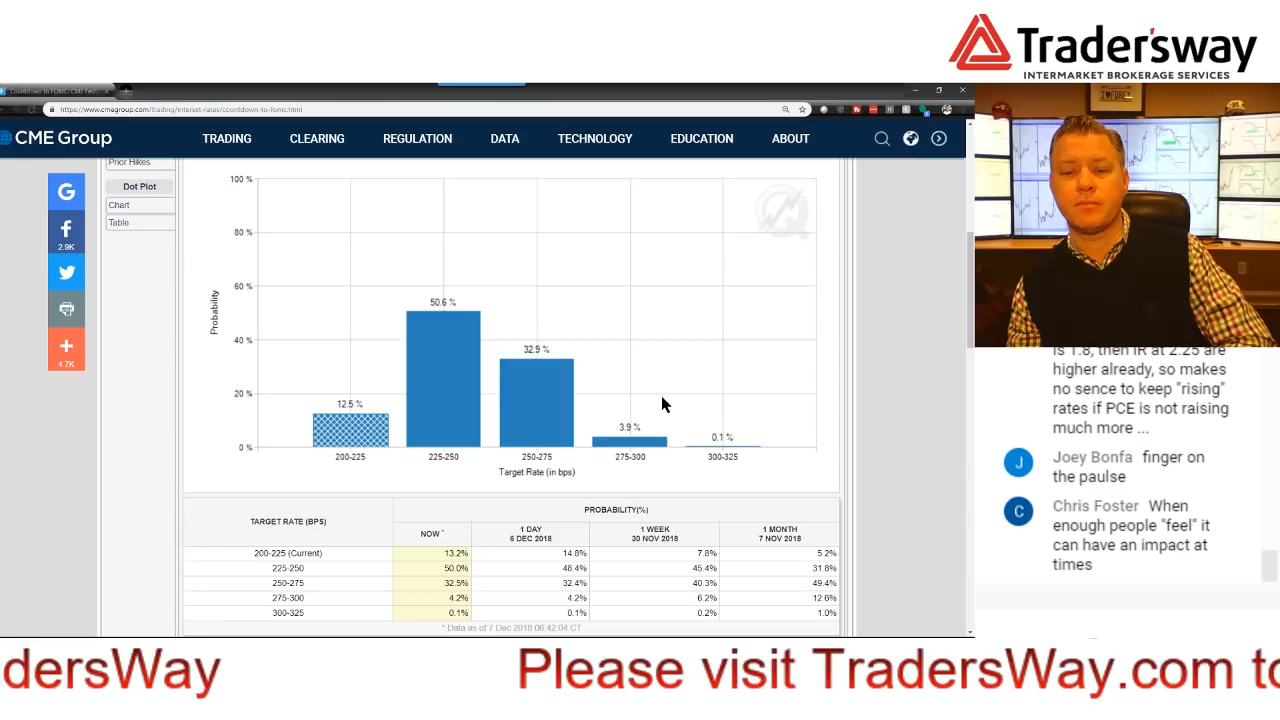 Trader'sway
INTERMARKET BROKERAGE SERVICES
Countdown to FOMC: CME Fed
https://www.cmegroup.com/trading/interest-rates/countdown-to-fomc.html
CME Group
TRADING
CLEARING
REGULATION
DATA
TECHNOLOGY
EDUCATION
ABOUT
Prior Hikes
Dot Plot
Chart
Table
G
f
2.9K
4.7K
100 %
80 %
60 %
40 %
20 %
0 %
Probability
12.5 %
50.6 %
32.9 %
3.9 %
0.1 %
200-225
225-250
250-275
275-300
300-325
Target Rate (in bps)
TARGET RATE (BPS)
PROBABILITY(%)
NOW *
1 DAY
6 DEC 2018
1 WEEK
30 NOV 2018
1 MONTH
7 NOV 2018
200-225 (Current) 13.2% 14.8% 7.8% 5.2%
225-250 50.0% 48.4% 45.4% 31.8%
250-275 32.5% 32.4% 40.3% 49.4%
275-300 4.2% 4.2% 6.2% 12.6%
300-325 0.1% 0.1% 0.2% 1.0%
* Data as of 7 Dec 2018 06:42:04 CT
is 1.8, then IR at 2.25 are
higher already, so makes
no sence to keep "rising"
rates if PCE is not raising
much more ...
J
Joey Bonfa finger on
the paulse
C
Chris Foster When
enough people "feel" it
can have an impact at
times
adersWay Please visit TradersWay.com to